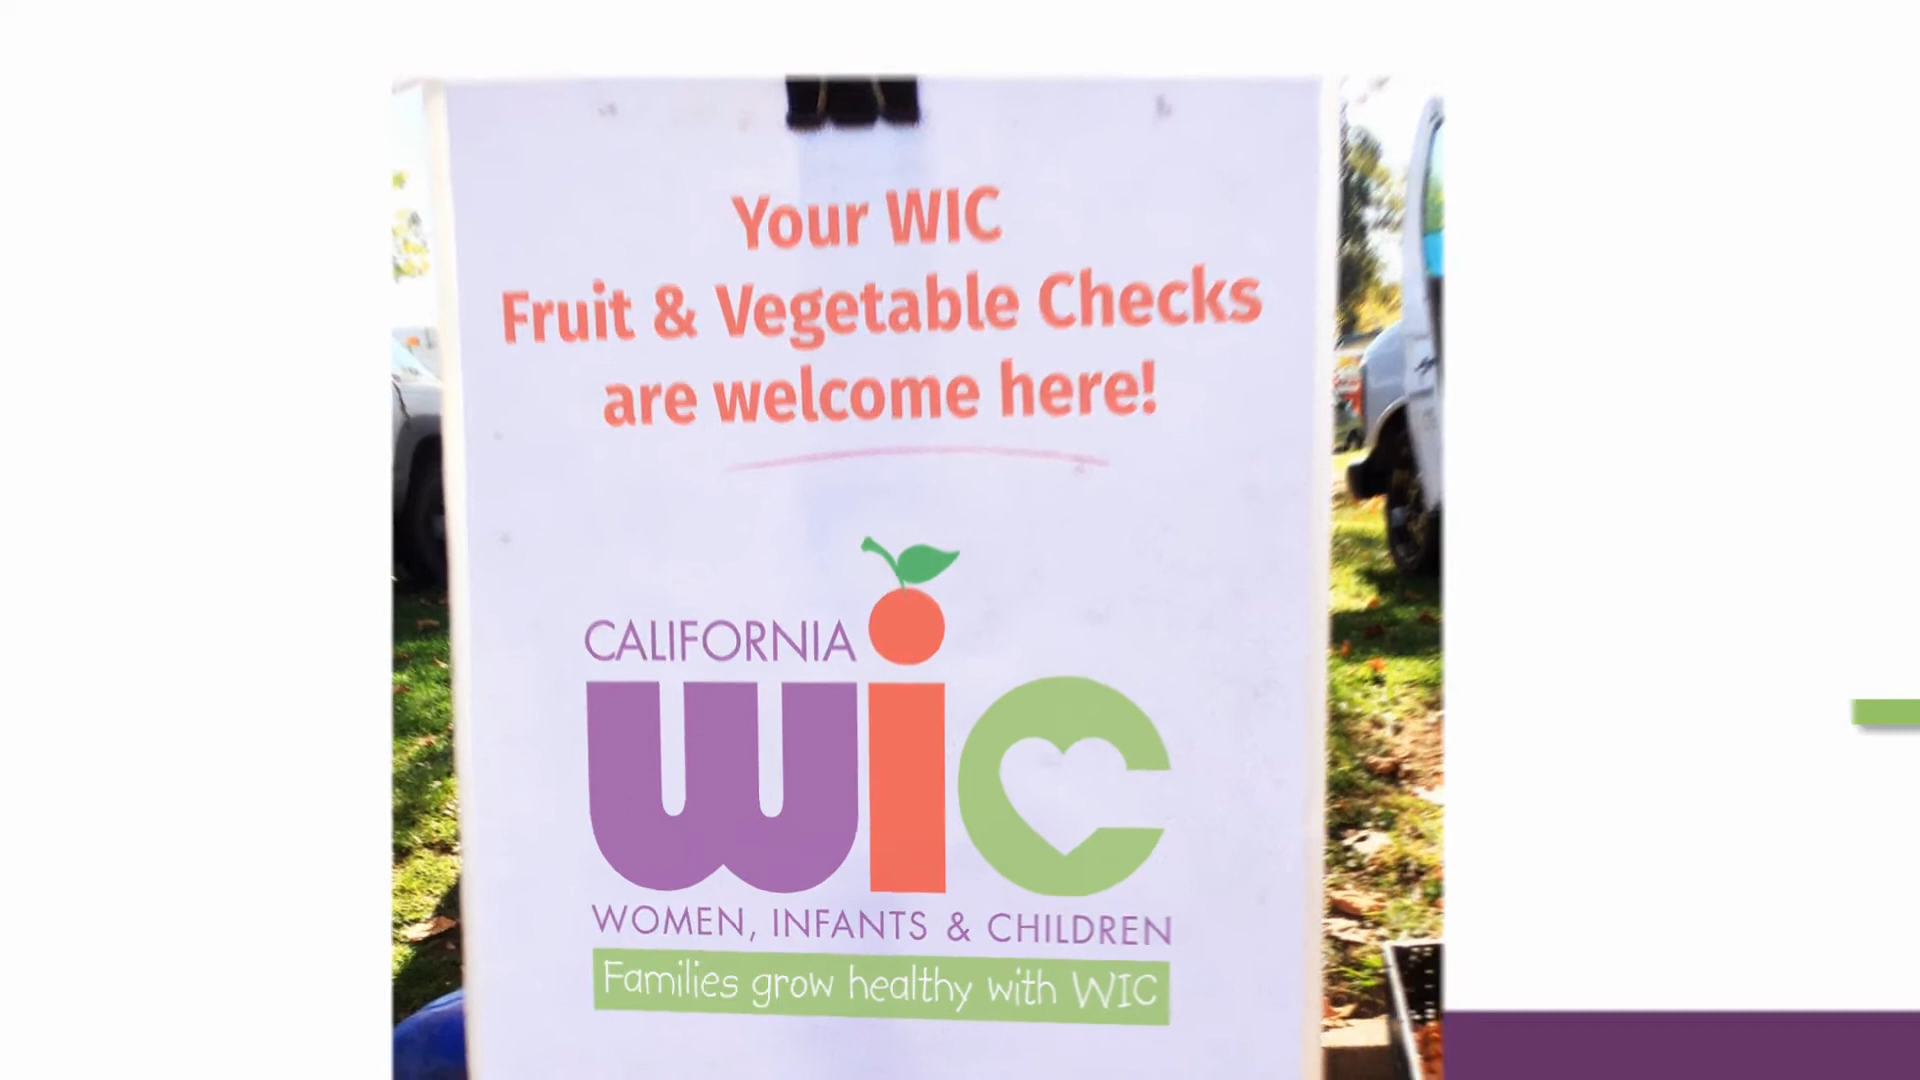 Your WIC
Fruit & Vegetable Checks
are welcome here!
CALIFORNIA
wic
WOMEN, INFANTS & CHILDREN
Families grow healthy with WIC